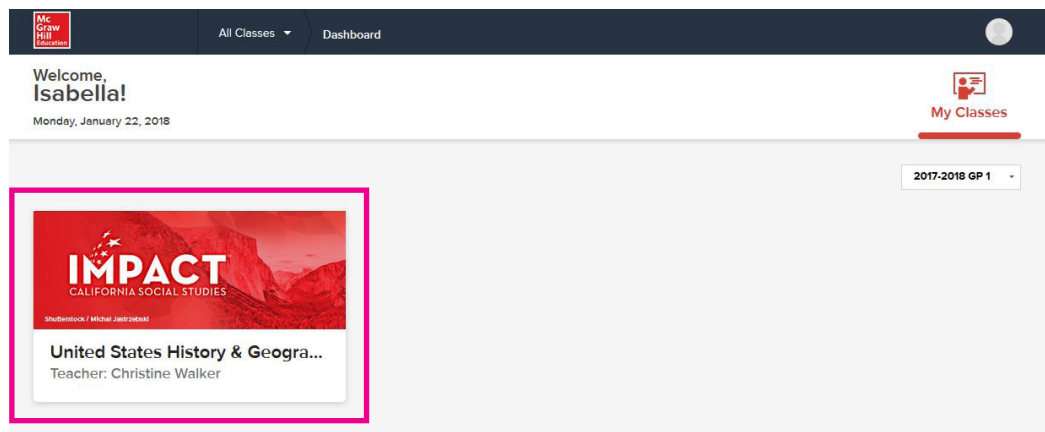 Mc
Graw
Hill
Education
All Classes
Dashboard
Welcome,
Isabella!
Monday, January 22, 2018
My Classes
2017-2018 GP 1
IMPACT
CALIFORNIA SOCIAL STUDIES
Shutterstock / Michal Jastrzebski
United States History & Geogra...
Teacher: Christine Walker